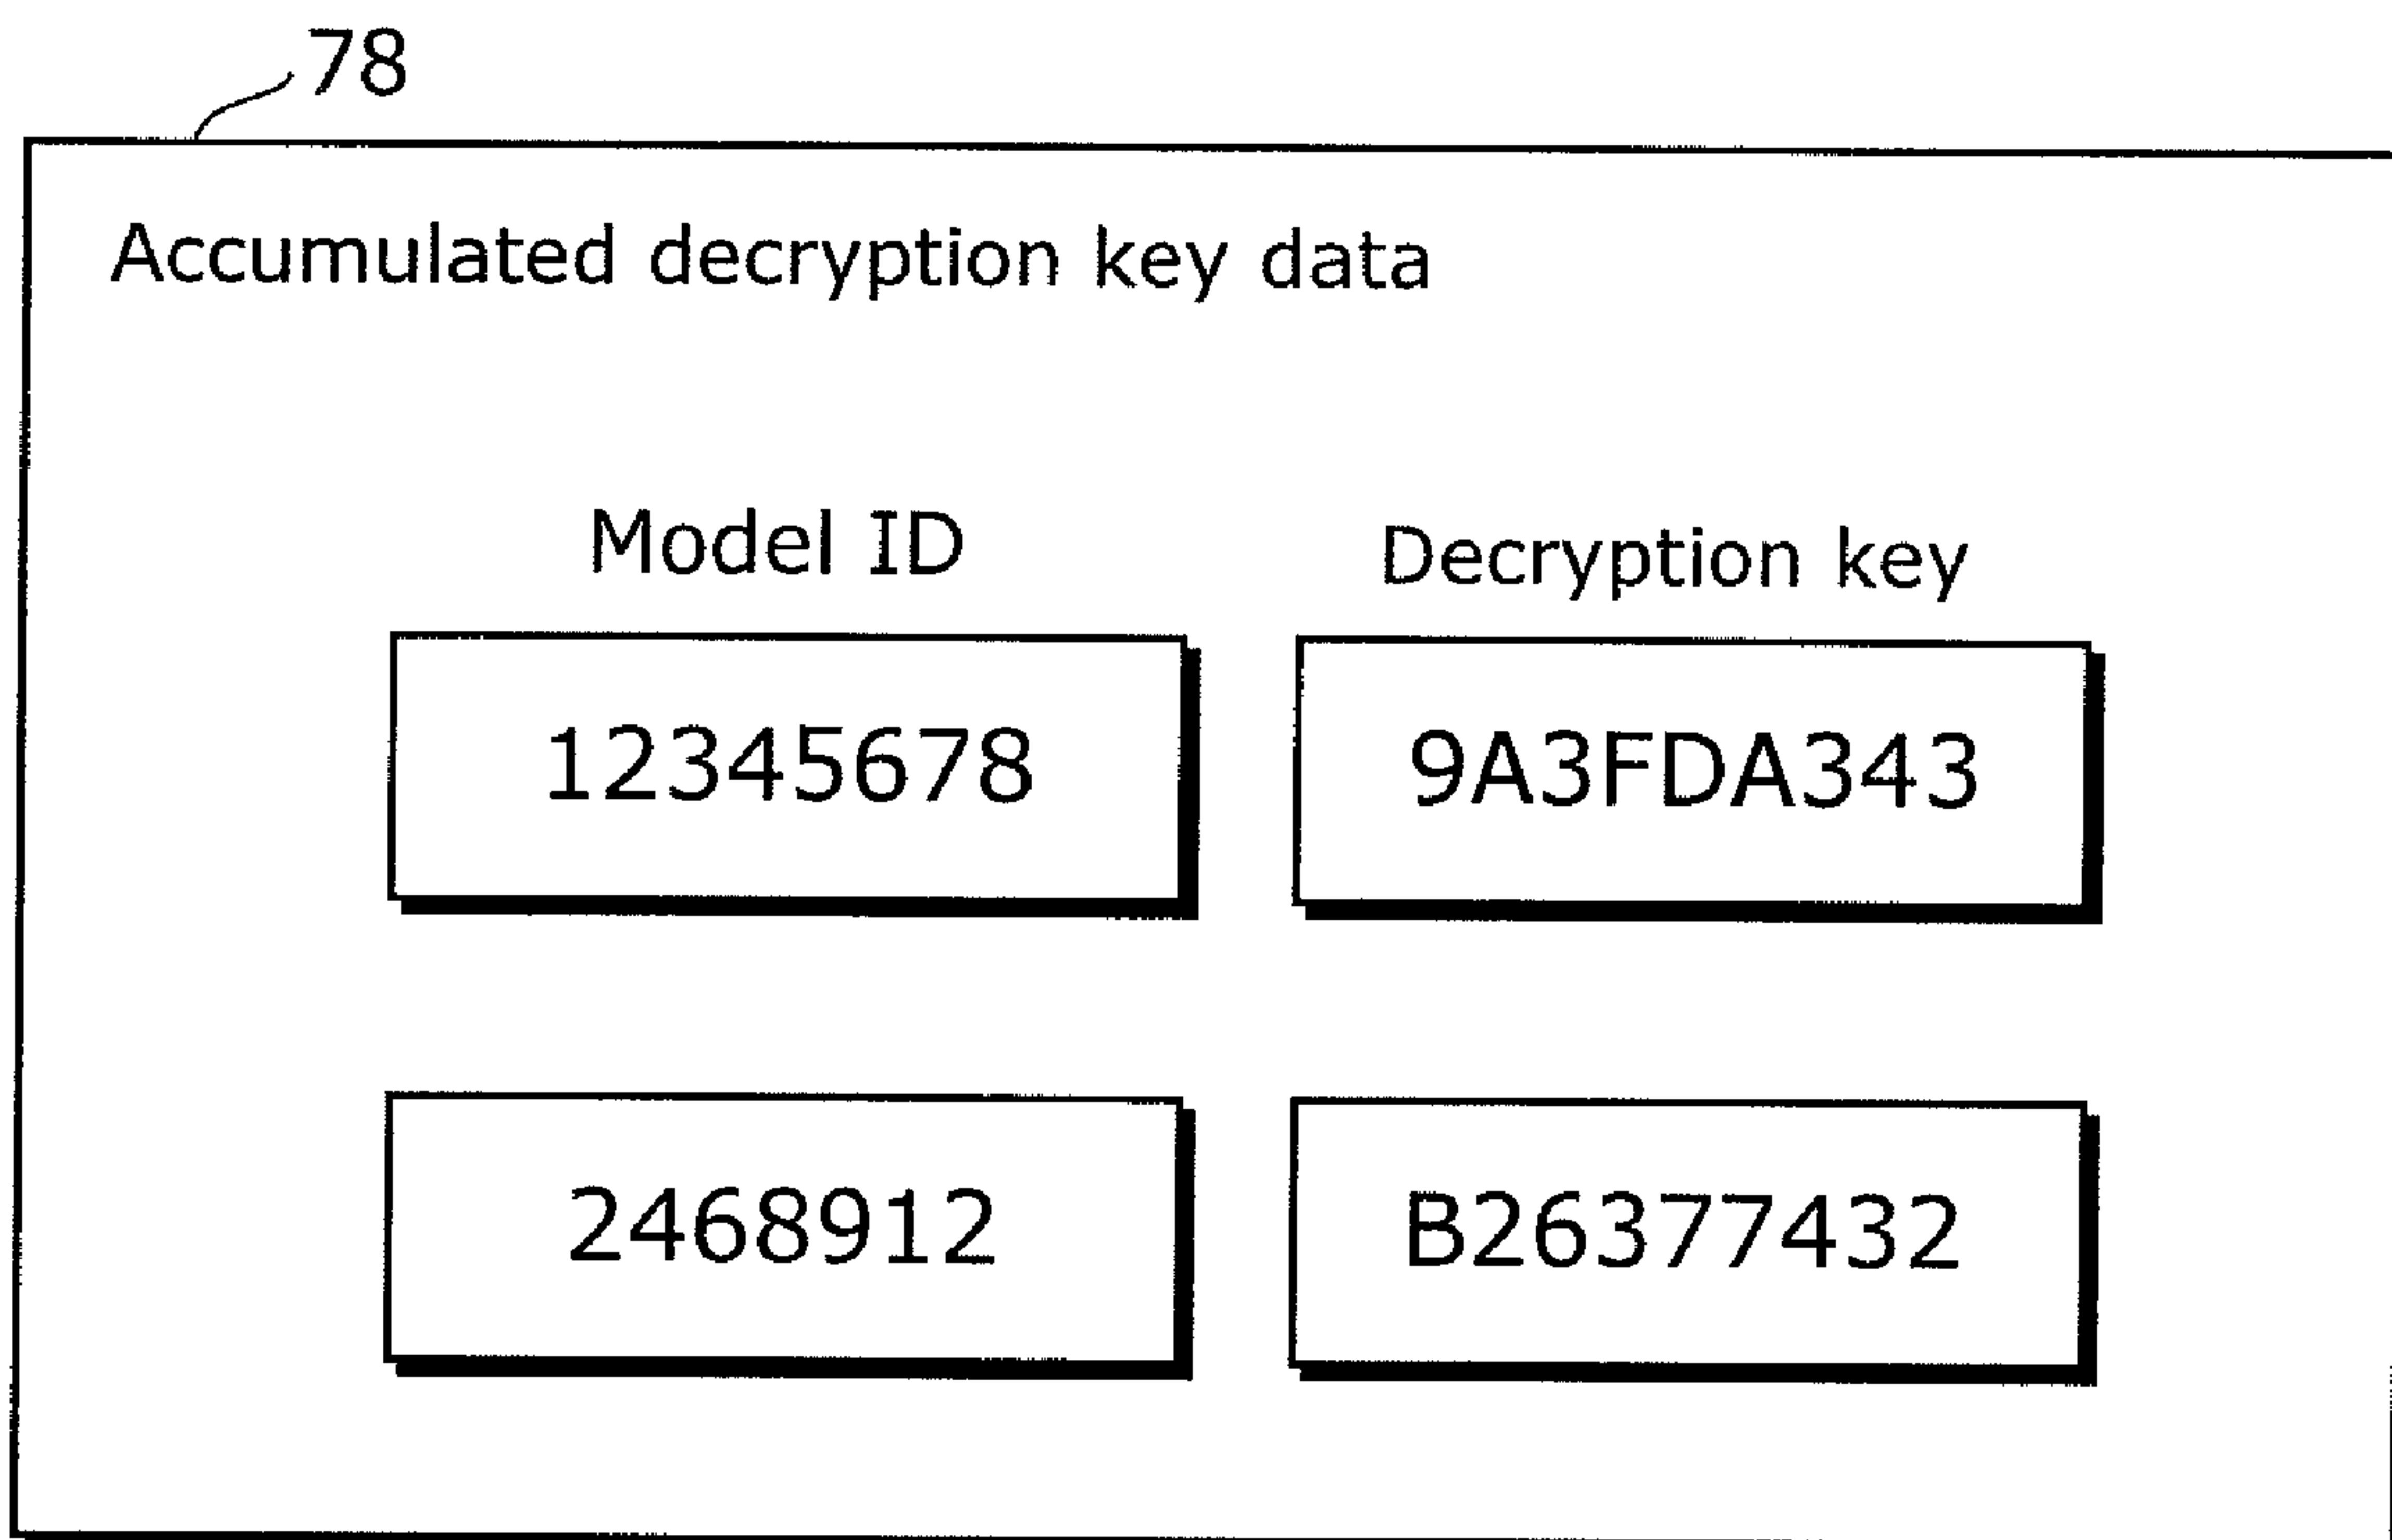 78
Accumulated decryption key data
Model ID Decryption key
12345678 9A3FDA343
2468912 B26377432